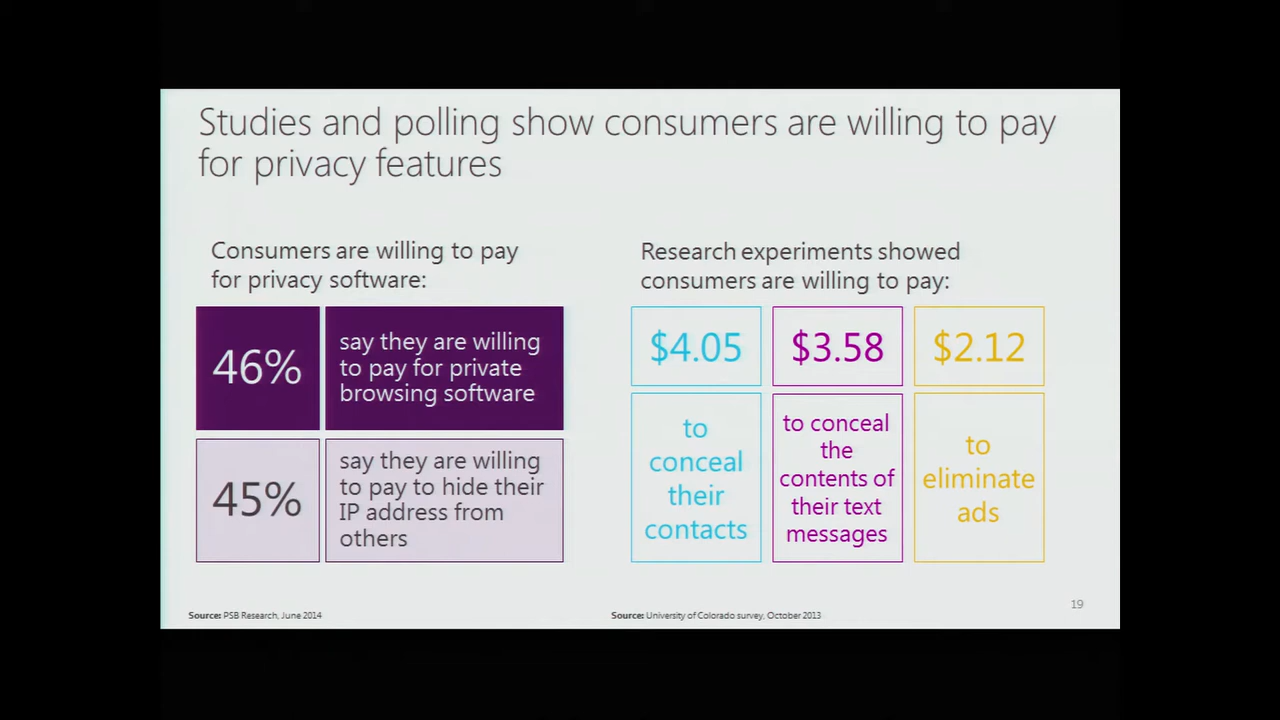 Studies and polling show consumers are willing to pay
for privacy features
Consumers are willing to pay
for privacy software:
46%
say they are willing
to pay for private
browsing software
45%
say they are willing
to pay to hide their
IP address from
others
Source: PSB Research, June 2014
Research experiments showed
consumers are willing to pay:
$4.05
to
conceal
their
contacts
$3.58
to conceal
the
contents of
their text
messages
$2.12
to
eliminate
ads
Source: University of Colorado survey, October 2013
19